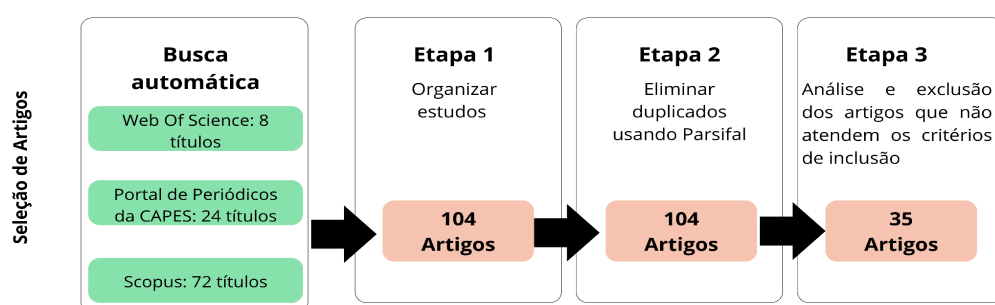 Seleção de Artigos
Busca
automática
Web Of Science: 8
títulos
Portal de Periódicos
da CAPES: 24 títulos
Scopus: 72 títulos
Etapa 1
Organizar
estudos
104
Artigos
Etapa 2
Eliminar
duplicados
usando Parsifal
104
Artigos
Etapa 3
Análise e exclusão
dos artigos que não
atendem os critérios
de inclusão
35
Artigos